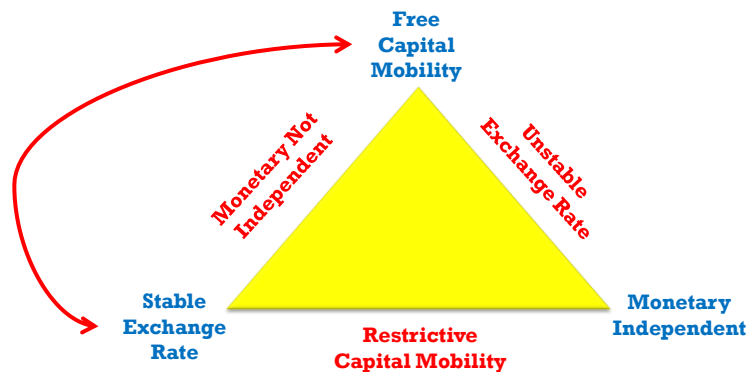 Free
Capital
Mobility
Monetary Not
Independent
Unstable
Exchange Rate
Stable
Exchange
Rate
Monetary
Independent
Restrictive
Capital Mobility